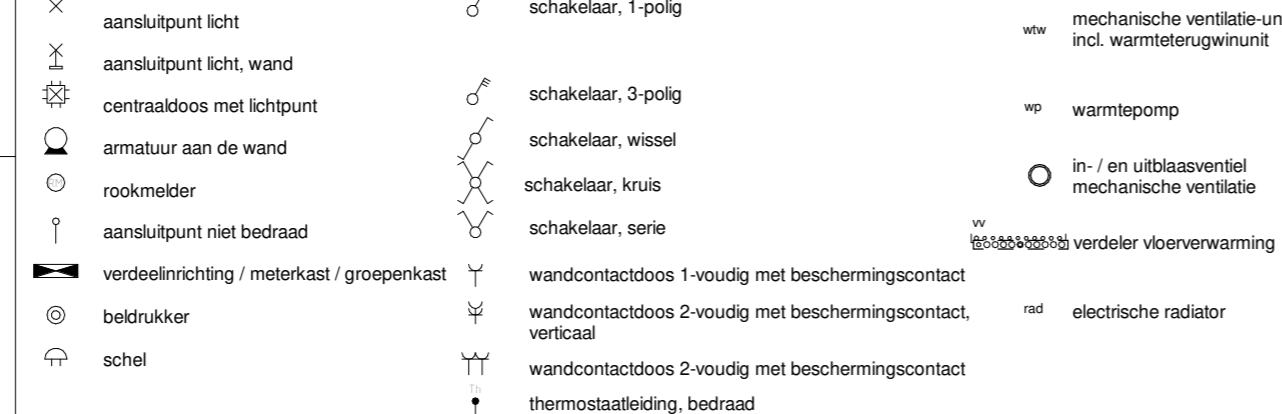 aansluitpunt licht
aansluitpunt licht, wand
centraaldoos met lichtpunt
armatuur aan de wand
RM
rookmelder
aansluitpunt niet bedraad
verdeelinrichting / meterkast / groepenkast
beldrukker
schel
schakelaar, 1-polig
schakelaar, 3-polig
schakelaar, wissel
schakelaar, kruis
schakelaar, serie
wandcontactdoos 1-voudig met beschermingscontact
wandcontactdoos 2-voudig met beschermingscontact,
verticaal
wandcontactdoos 2-voudig met beschermingscontact
Th
thermostaatleiding, bedraad
wtw
mechanische ventilatie-un
incl. warmteterugwinunit
wp
warmtepomp
in- / en uitblaasventiel
mechanische ventilatie
vv
verdeler vloerverwarming
rad
electrische radiator